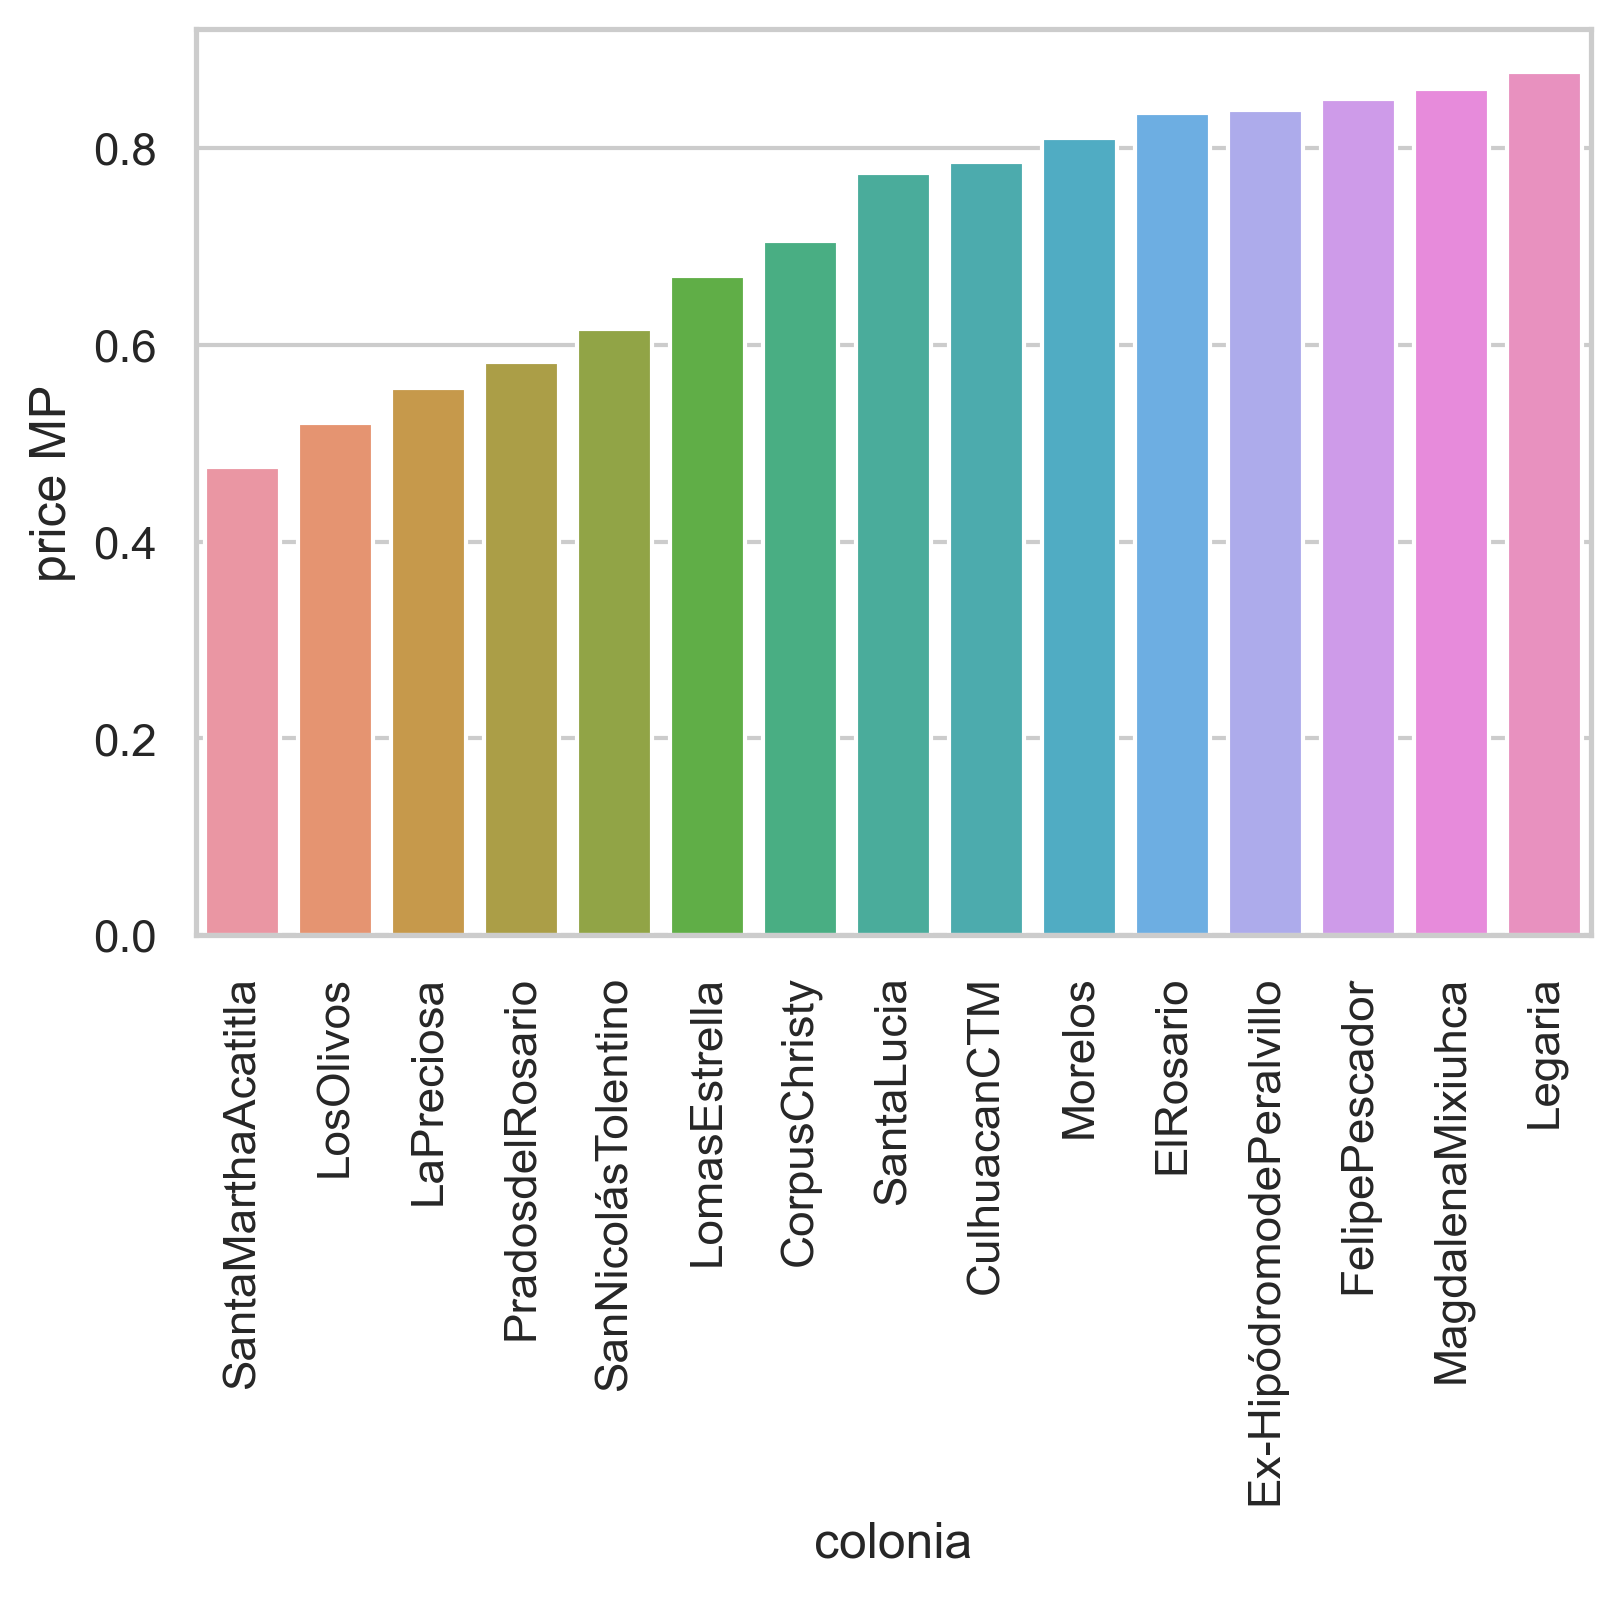 price MP
0.8
0.6
0.4
0.2
0.0
SantaMarthaAcatitla
LosOlivos
LaPreciosa
PradosdelRosario
SanNicolásTolentino
LomasEstrella
CorpusChristy
SantaLucia
CulhuacanCTM
Morelos
ElRosario
Ex-HipódromodePeralvillo
FelipePescador
MagdalenaMixiuhca
Legaria
colonia